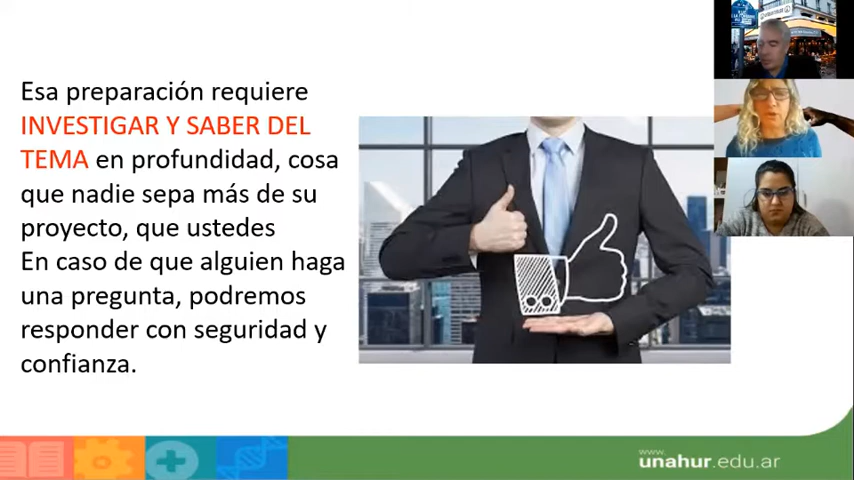 Esa preparación requiere
INVESTIGAR Y SABER DEL
TEMA en profundidad, cosa
que nadie sepa más de su
proyecto, que ustedes
En caso de que alguien haga
una pregunta, podremos
responder con seguridad y
confianza.
www.
unahur.edu.ar